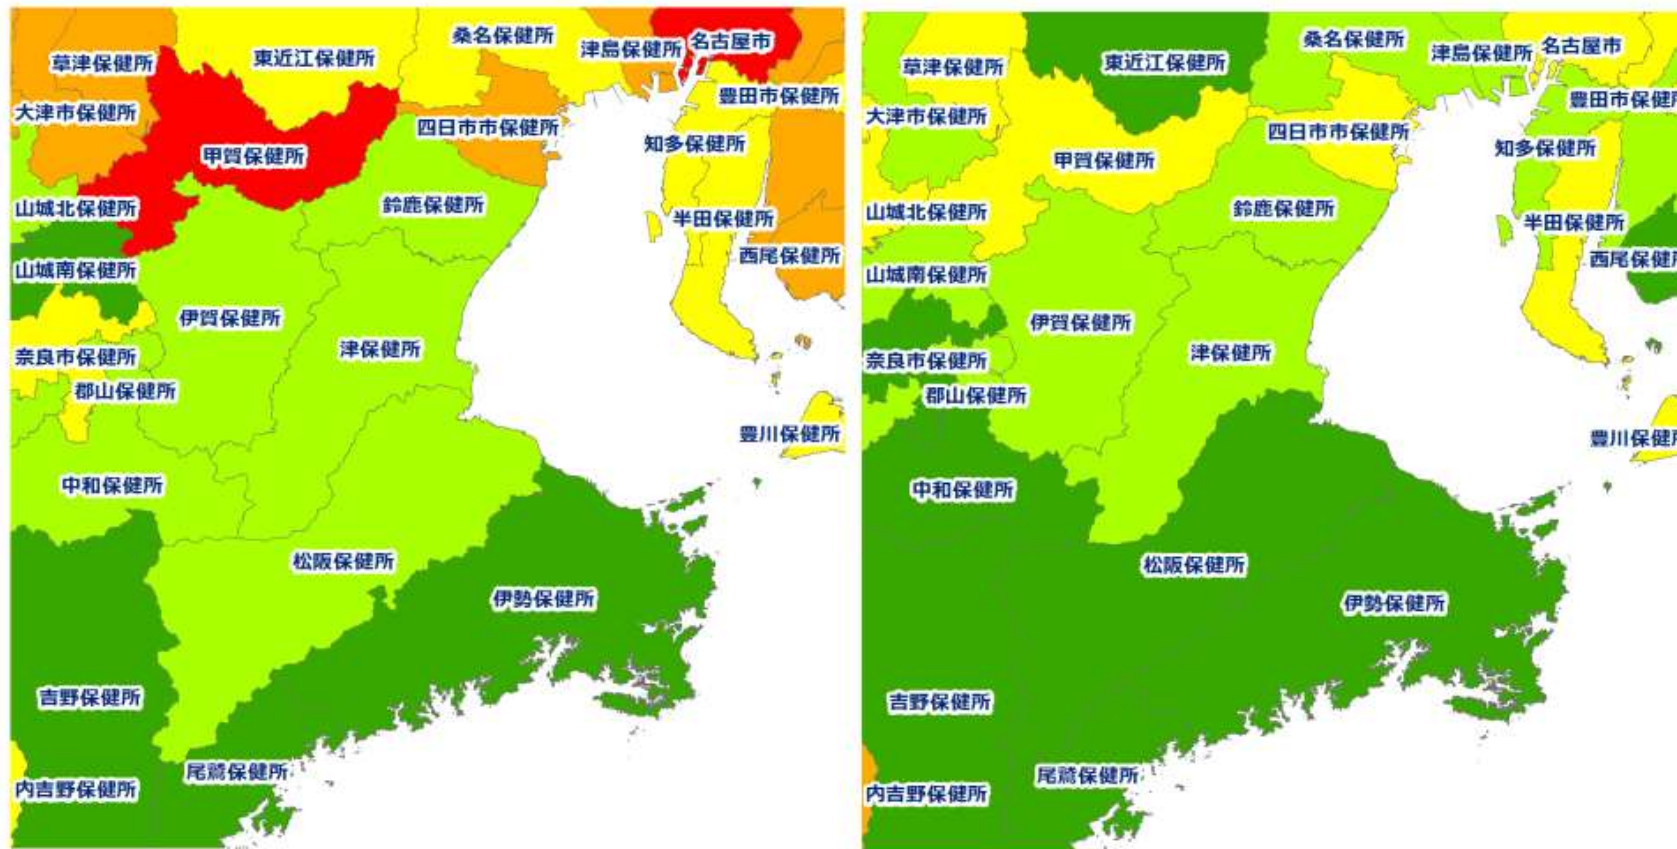 桑名保健所
津島保健所
名古屋市
草津保健所
東近江保健所
豊田市保健所
大津市保健所
四日市市保健所
知多保健所
甲賀保健所
山城北保健所
鈴鹿保健所
半田保健所
西尾保健所
山城南保健所
伊賀保健所
津保健所
奈良市保健所
郡山保健所
豊川保健所
中和保健所
松阪保健所
伊勢保健所
吉野保健所
尾鷲保健所
内吉野保健所
桑名保健所
津島保健所
名古屋市
草津保健所
東近江保健所
豊田市保健所
大津市保健所
四日市市保健所
知多保健所
甲賀保健所
山城北保健所
鈴鹿保健所
半田保健所
西尾保健所
山城南保健所
伊賀保健所
津保健所
奈良市保健所
郡山保健所
豊川保健所
中和保健所
松阪保健所
伊勢保健所
吉野保健所
尾鷲保健所
内吉野保健所